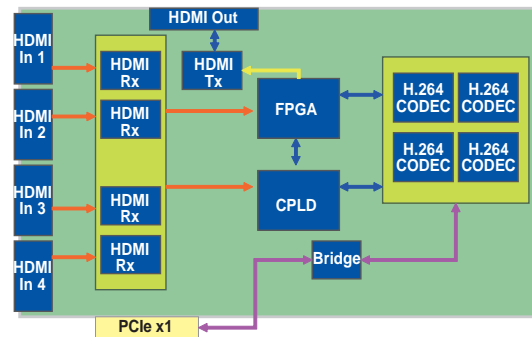 HDMI Out
HDMI
In 1
HDMI
Rx
HDMI
Tx
HDMI
In 2
HDMI
Rx
FPGA
H.264
CODEC
H.264
CODEC
H.264
CODEC
H.264
CODEC
HDMI
In 3
HDMI
Rx
CPLD
HDMI
In 4
HDMI
Rx
Bridge
PCIe x1